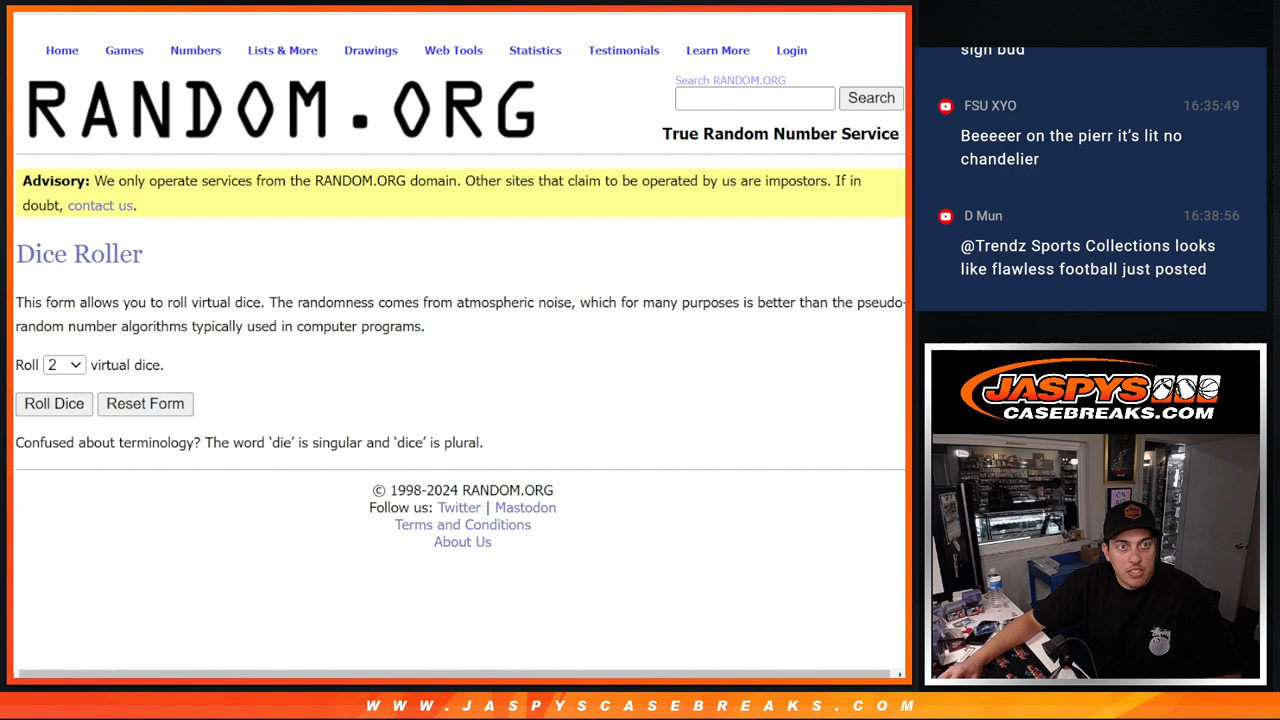 Home Games Numbers Lists & More Drawings Web Tools Statistics Testimonials Learn More Login
RANDOM.ORG
Search RANDOM.ORG
Search
True Random Number Service
Advisory: We only operate services from the RANDOM.ORG domain. Other sites that claim to be operated by us are impostors. If in
doubt, contact us.
Dice Roller
This form allows you to roll virtual dice. The randomness comes from atmospheric noise, which for many purposes is better than the pseudo-
random number algorithms typically used in computer programs.
Roll 2 virtual dice.
Roll Dice Reset Form
Confused about terminology? The word ‘die’ is singular and ‘dice’ is plural.
© 1998-2024 RANDOM.ORG
Follow us: Twitter | Mastodon
Terms and Conditions
About Us
sign bud
FSU XYO 16:35:49
Beeeeer on the pierr it’s lit no
chandelier
D Mun 16:38:56
@Trendz Sports Collections looks
like flawless football just posted
JASPYS
CASEBREAKS.COM
WWW.JASPYSCASEBREAKS.COM